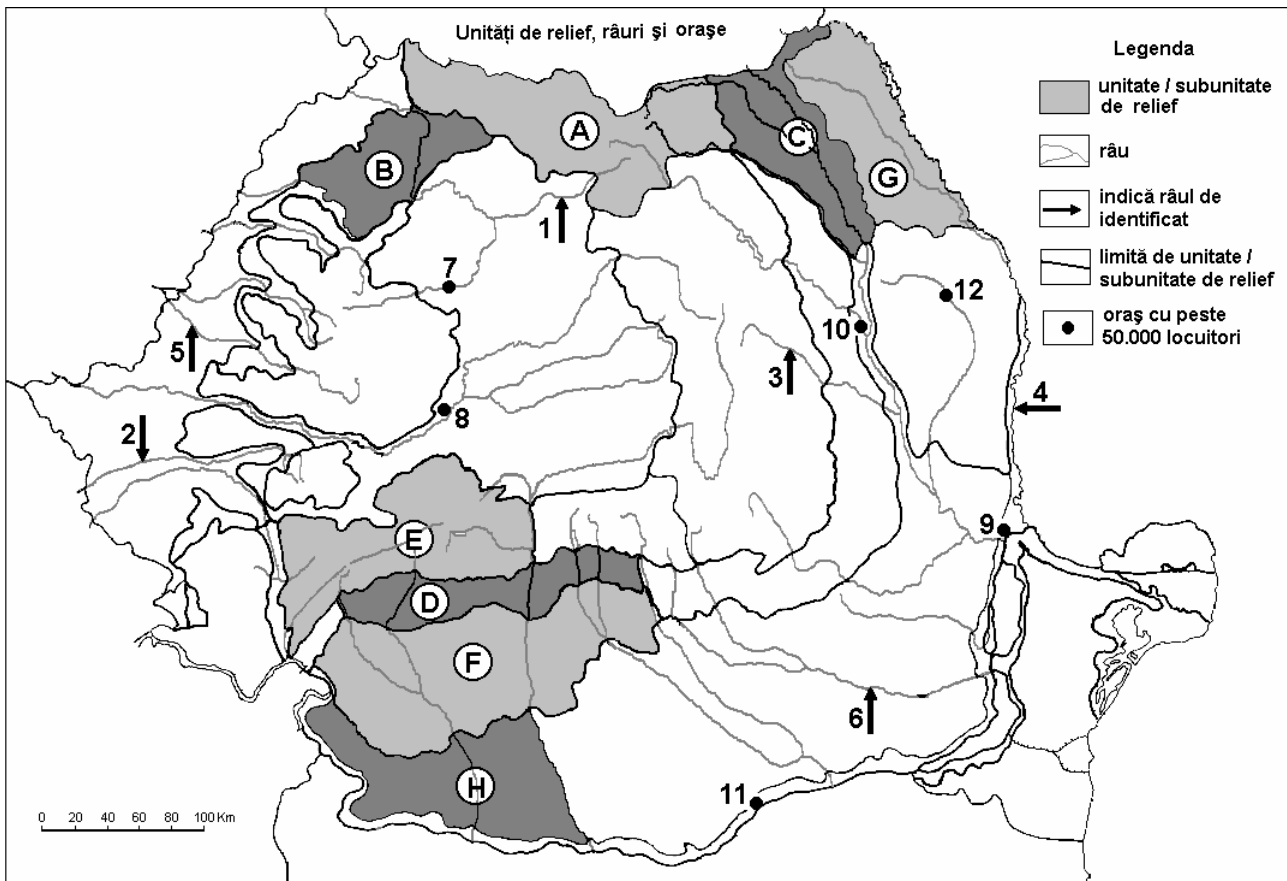 Unități de relief, râuri și orașe
Legenda
unitate / subunitate
de relief
râu
indică râul de
identificat
limită de unitate /
subunitate de relief
oraș cu peste
50.000 locuitori
A
B
C
G
1
7
12
5
10
3
2
8
4
9
E
D
F
6
H
11
0 20 40 60 80 100 Km